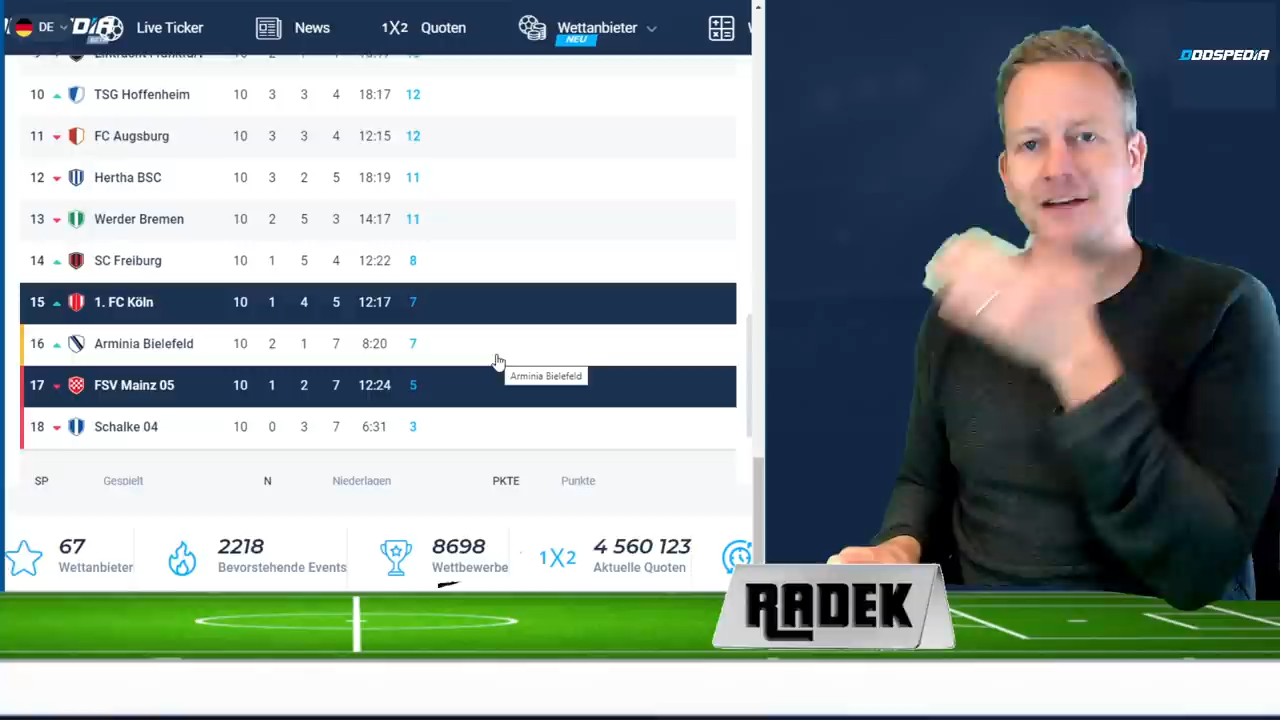 DE DiA BETA Live Ticker News 1X2 Quoten Wettanbieter
NEU
ODDSPEDIA
10 TSG Hoffenheim 10 3 3 4 18:17 12
11 FC Augsburg 10 3 3 4 12:15 12
12 Hertha BSC 10 3 2 5 18:19 11
13 Werder Bremen 10 2 5 3 14:17 11
14 SC Freiburg 10 1 5 4 12:22 8
15 1. FC Köln 10 1 4 5 12:17 7
16 Arminia Bielefeld 10 2 1 7 8:20 7
Arminia Bielefeld
17 FSV Mainz 05 10 1 2 7 12:24 5
18 Schalke 04 10 0 3 7 6:31 3
SP Gespielt N Niederlagen PKTE Punkte
67 2218 8698 1X2 4 560 123
Wettanbieter Bevorstehende Events Wettbewerbe Aktuelle Quoten
RADEK